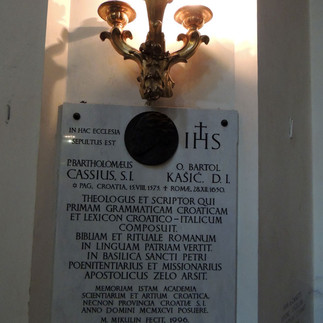 IN HAC ECCLESIA
SEPULTUS EST
IHS
P. BARTHOLOMÆUS
CASSIUS, S.I.
O. BARTOL
KAŠIĆ, D.I.
✩ PAG, CROATIA, 15.VIII.1575 ✝ ROMÆ, 28.XII.1650.
THEOLOGUS ET SCRIPTOR QUI
PRIMAM GRAMMATICAM CROATICAM
ET LEXICON CROATICO-ITALICUM
COMPOSUIT.
BIBLIAM ET RITUALE ROMANUM
IN LINGUAM PATRIAM VERTIT.
IN BASILICA SANCTI PETRI
POENITENTIARIUS ET MISSIONARIUS
APOSTOLICUS ZELO ARSIT.
MEMORIAM ISTAM ACADEMIA
SCIENTIARUM ET ARTIUM CROATICA,
NECNON PROVINCIA CROATIÆ S.I.
ANNO DOMINI MCMXCVI POSUERE.
M. MIKULIN FECIT, 1996.